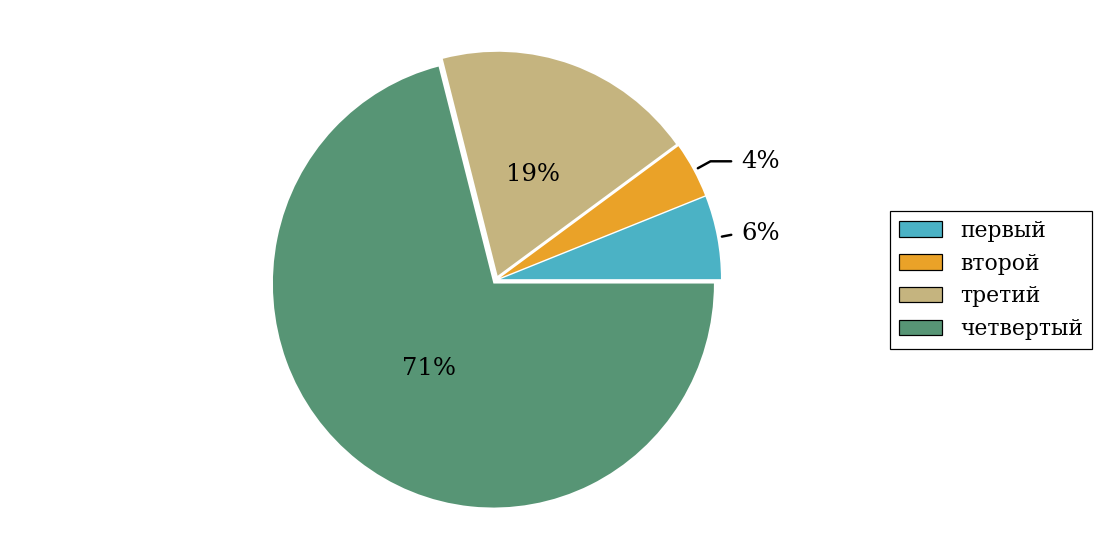 19%
4%
6%
71%
первый
второй
третий
четвертый